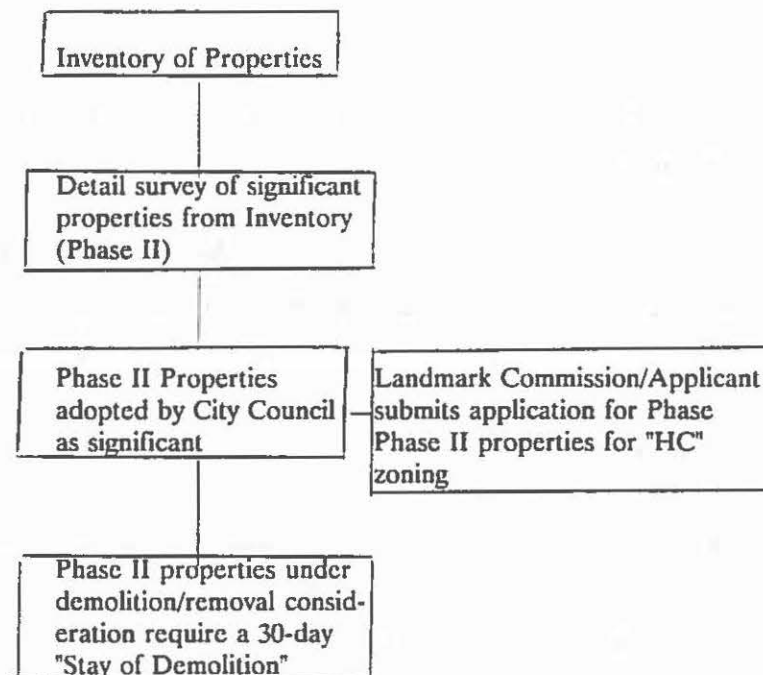 Inventory of Properties
Detail survey of significant
properties from Inventory
(Phase II)
Phase II Properties
adopted by City Council
as significant
Landmark Commission/Applicant
submits application for Phase
Phase II properties for "HC"
zoning
Phase II properties under
demolition/removal consid-
eration require a 30-day
"Stay of Demolition"